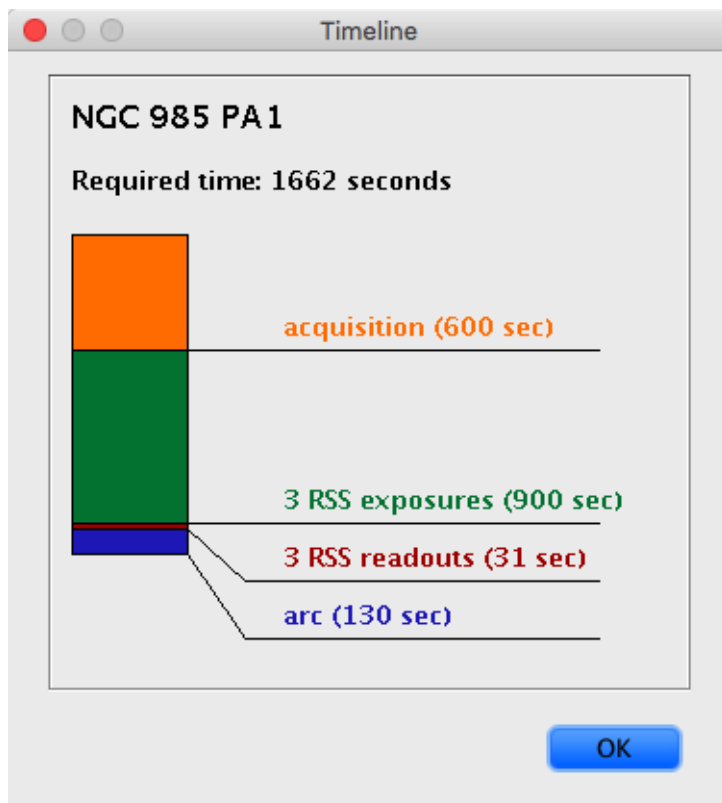 Timeline
NGC 985 PA1
Required time: 1662 seconds
acquisition (600 sec)
3 RSS exposures (900 sec)
3 RSS readouts (31 sec)
arc (130 sec)
OK